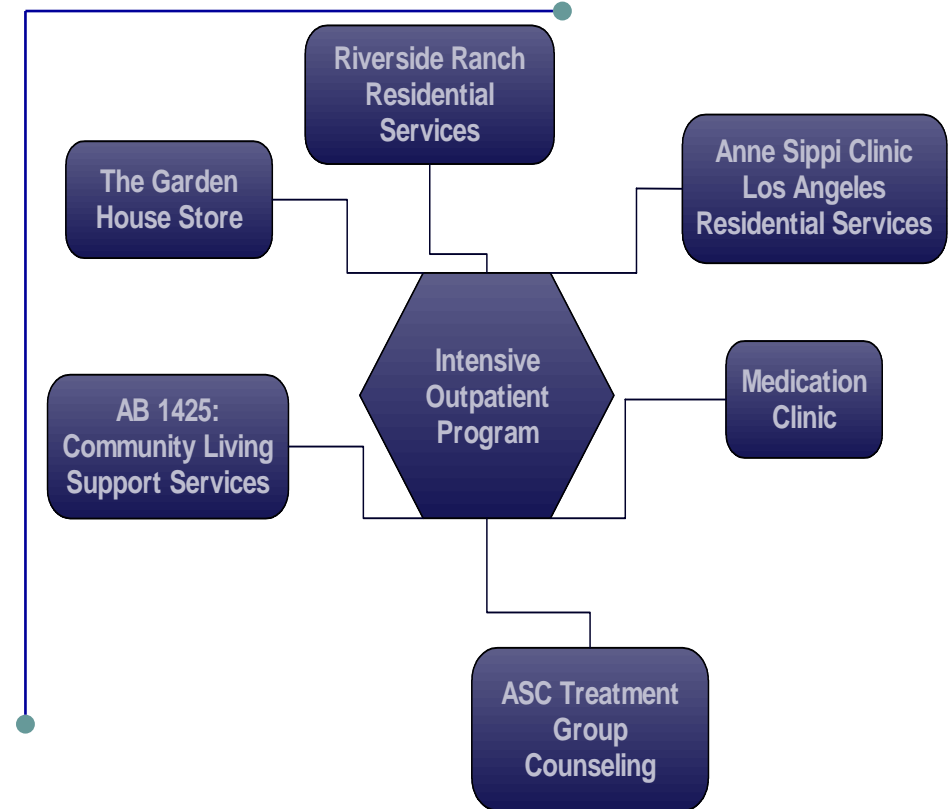 Riverside Ranch
Residential
Services
The Garden
House Store
Anne Sippi Clinic
Los Angeles
Residential Services
Intensive
Outpatient
Program
Medication
Clinic
AB 1425:
Community Living
Support Services
ASC Treatment
Group
Counseling